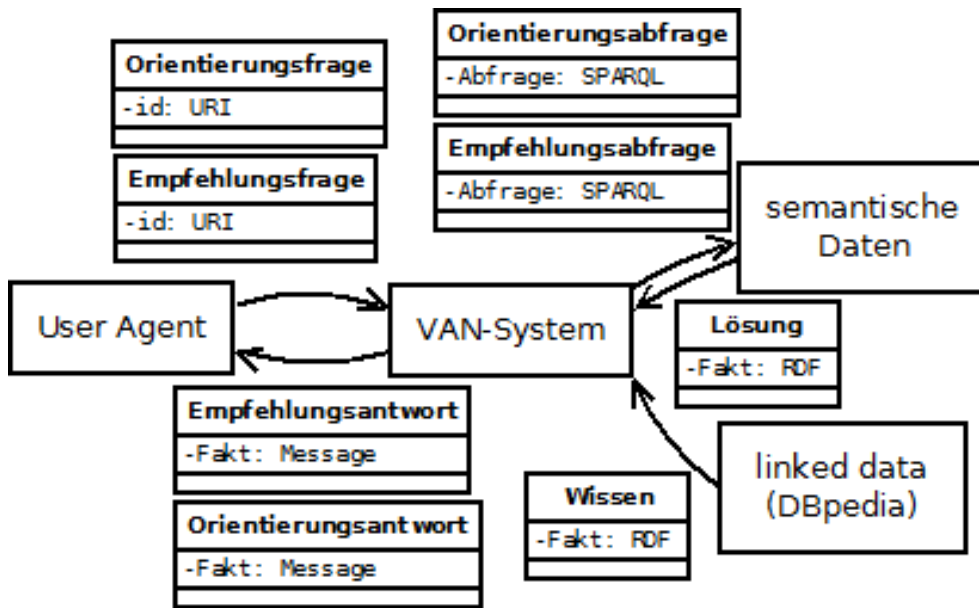 Orientierungsfrage
-id: URI
Empfehlungsfrage
-id: URI
Orientierungsabfrage
-Abfrage: SPARQL
Empfehlungsabfrage
-Abfrage: SPARQL
semantische
Daten
User Agent
VAN-System
Lösung
-Fakt: RDF
Empfehlungsantwort
-Fakt: Message
Orientierungsantwort
-Fakt: Message
Wissen
-Fakt: RDF
linked data
(DBpedia)